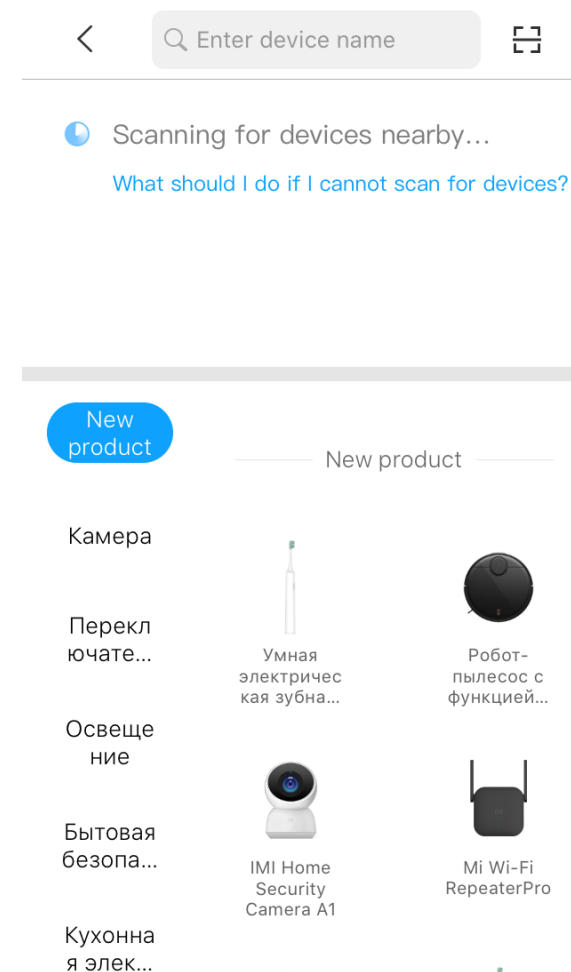 Enter device name
Scanning for devices nearby...
What should I do if I cannot scan for devices?
New
product
New product
Камера
Перекл
ючате...
Освеще
ние
Бытовая
безопа...
Кухонна
я элек...
Умная
электричес
кая зубна...
Робот-
пылесос с
функцией...
IMI Home
Security
Camera A1
Mi Wi-Fi
RepeaterPro